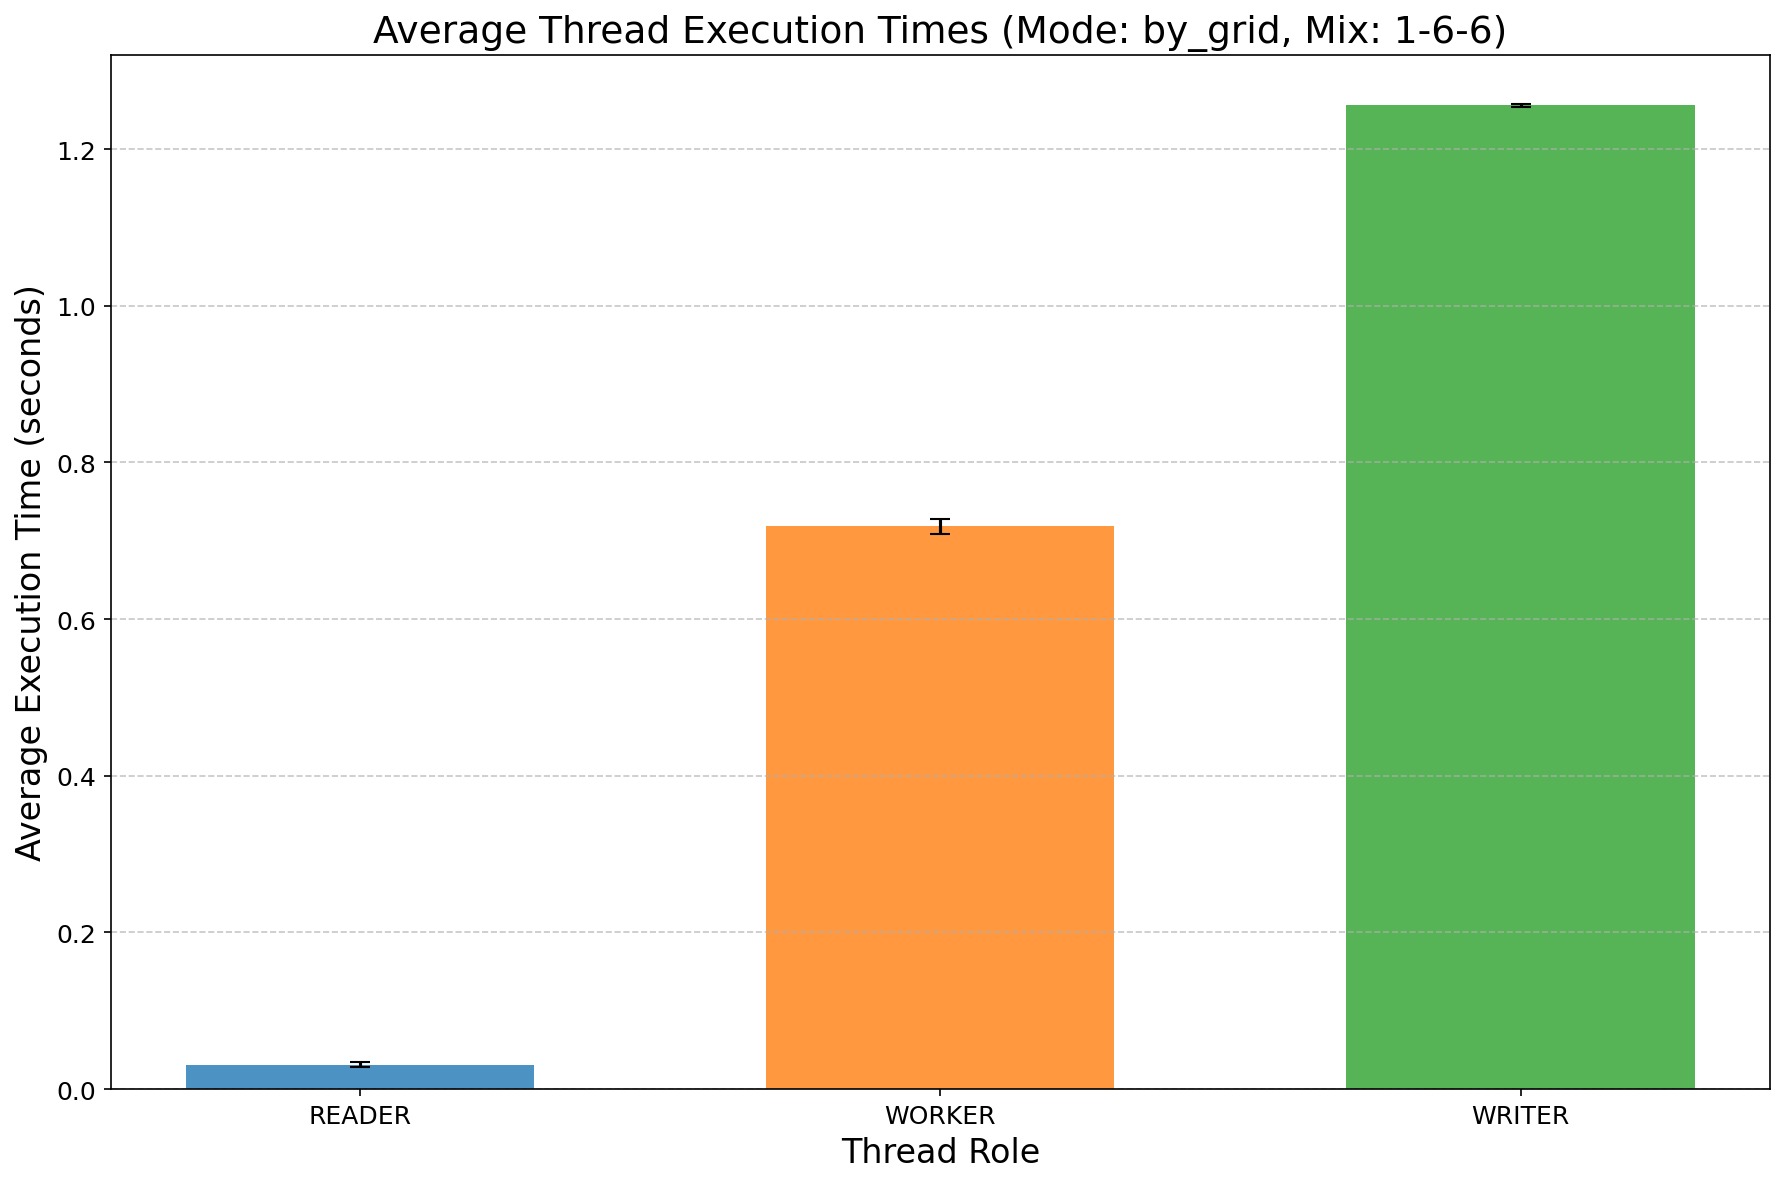 Average Thread Execution Times (Mode: by_grid, Mix: 1-6-6)
Average Execution Time (seconds)
1.2
1.0
0.8
0.6
0.4
0.2
0.0
READER WORKER WRITER
Thread Role